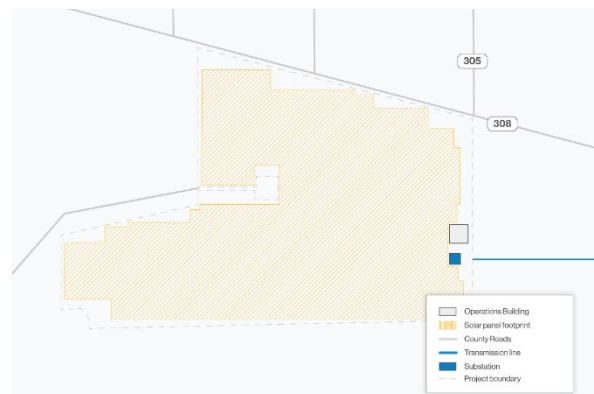 305
308
Operations Building
Solar panel footprint
County Roads
Transmission line
Substation
Project boundary